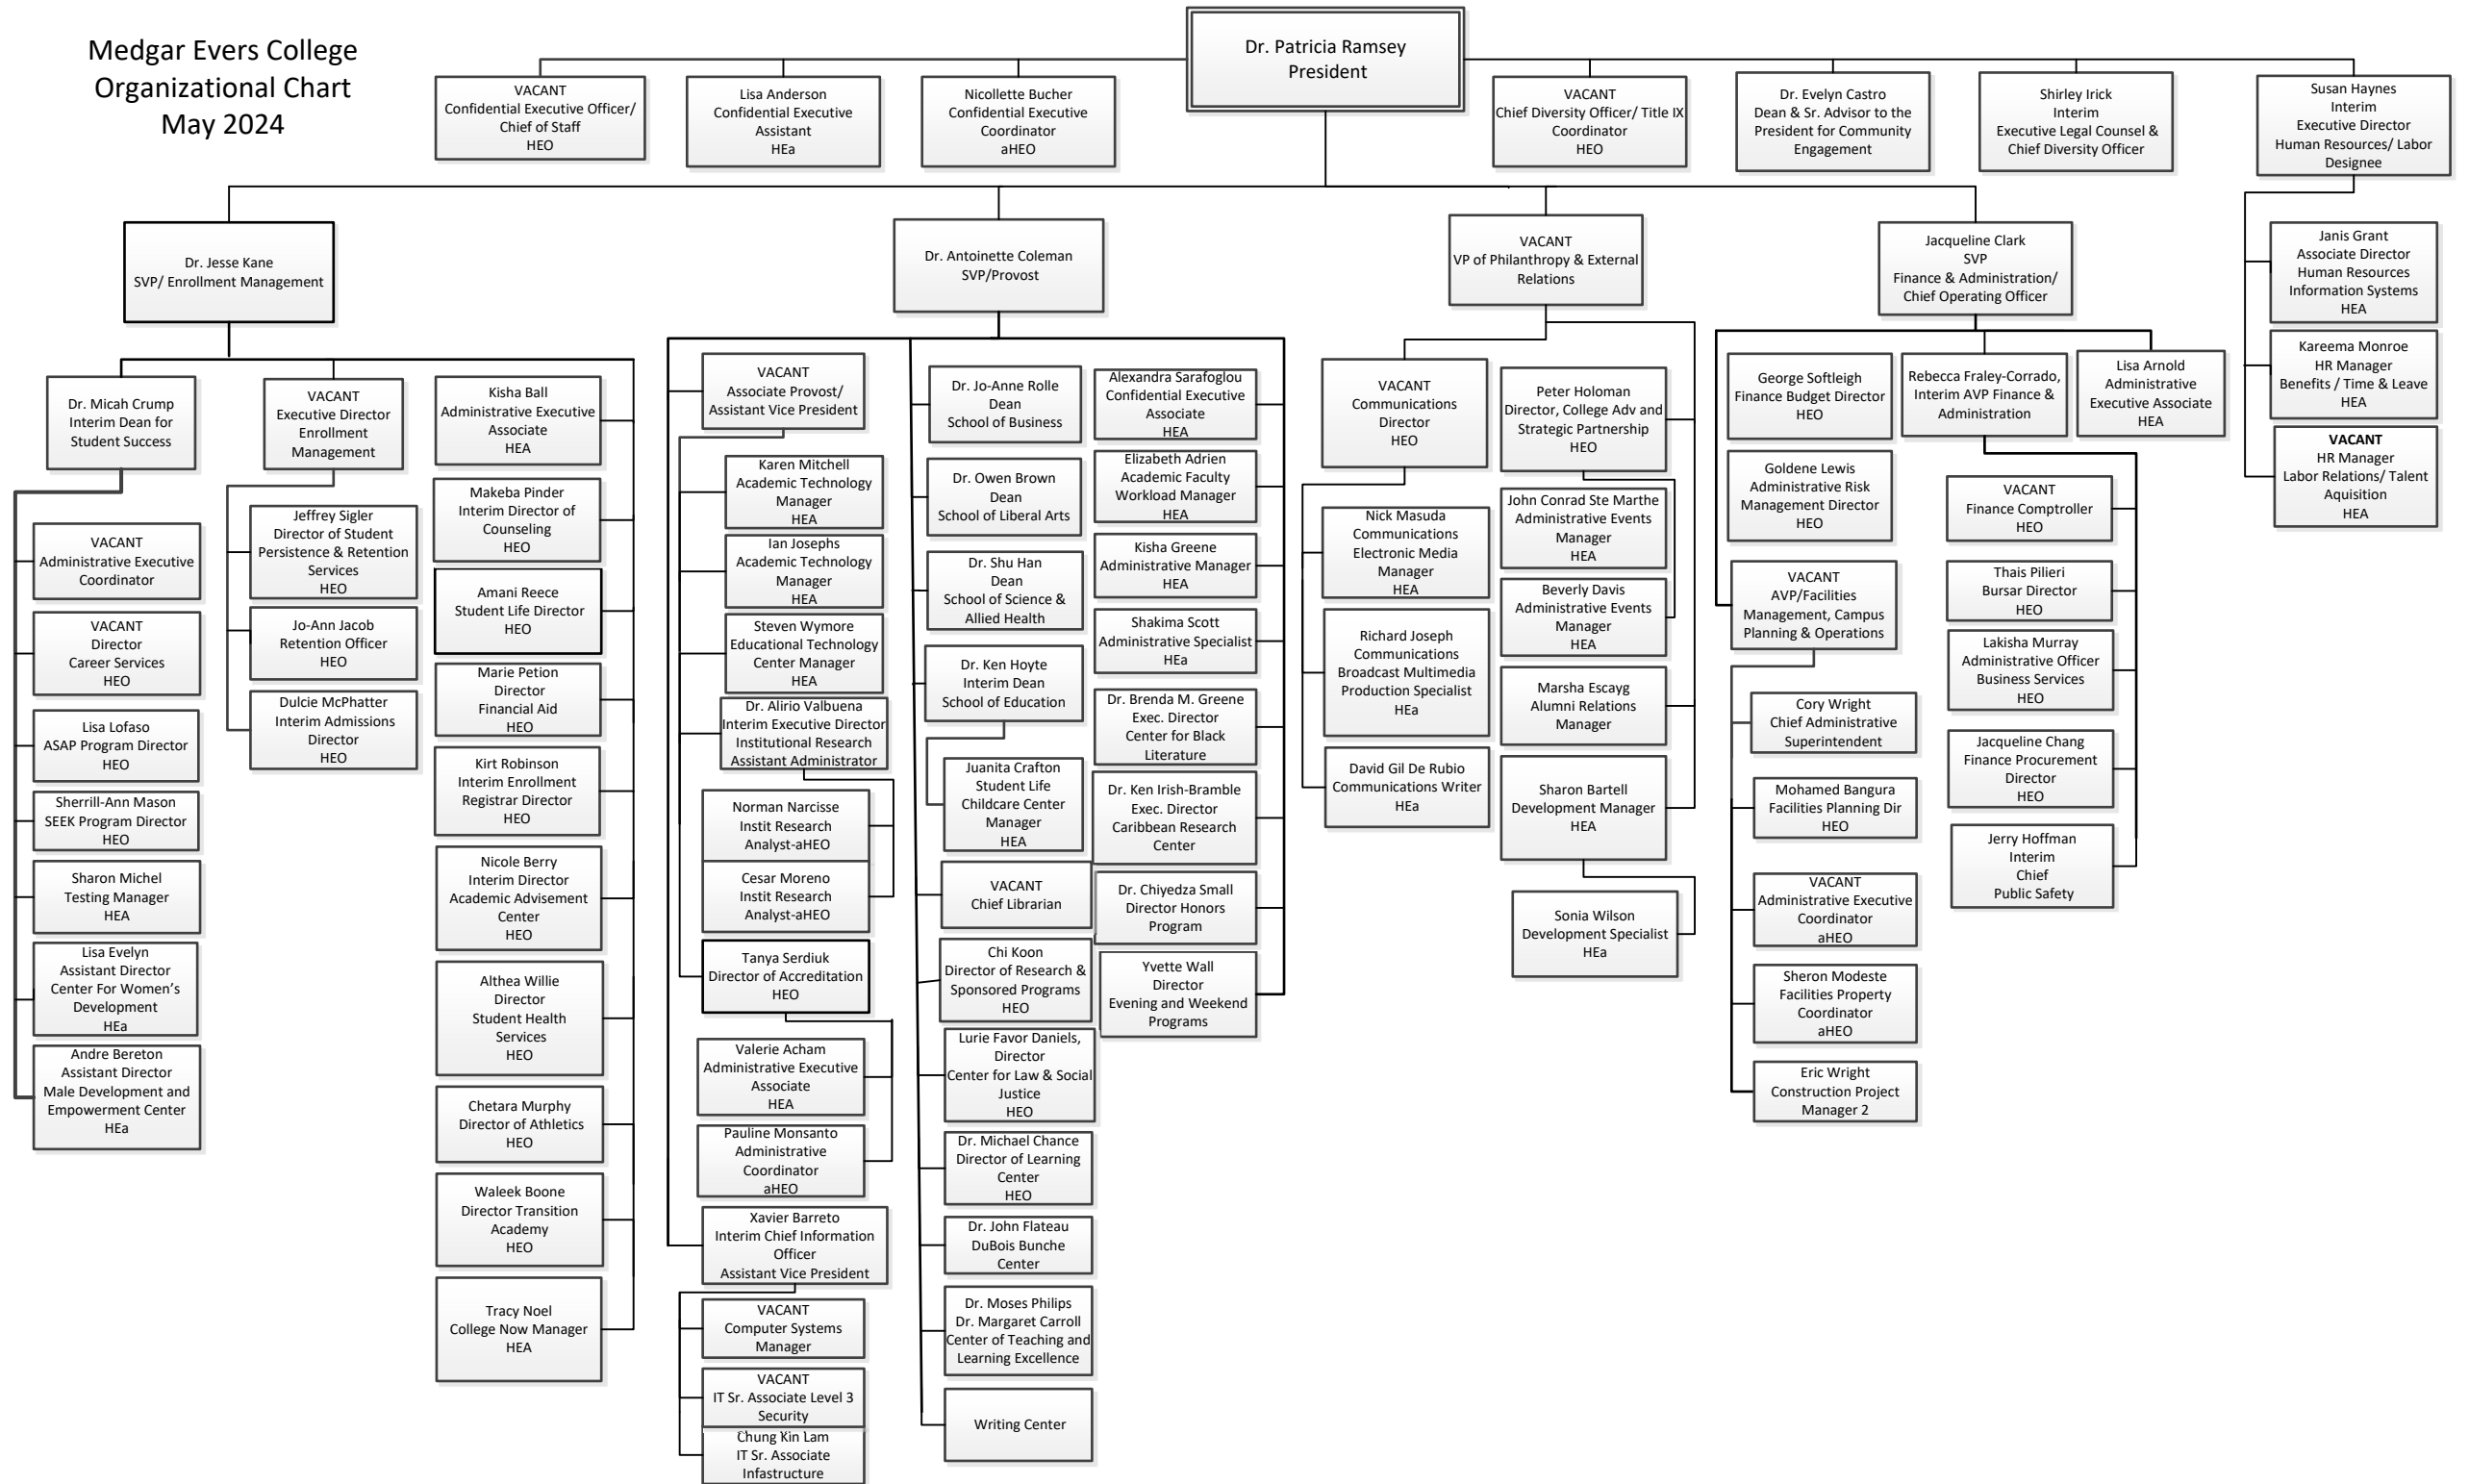 Medgar Evers College
Organizational Chart
May 2024
Dr. Patricia Ramsey
President
VACANT
Confidential Executive Officer/
Chief of Staff
HEO
Lisa Anderson
Confidential Executive
Assistant
HEa
Nicollette Bucher
Confidential Executive
Coordinator
aHEO
VACANT
Chief Diversity Officer/ Title IX
Coordinator
HEO
Dr. Evelyn Castro
Dean & Sr. Advisor to the
President for Community
Engagement
Shirley Irick
Interim
Executive Legal Counsel &
Chief Diversity Officer
Susan Haynes
Interim
Executive Director
Human Resources/ Labor
Designee
Dr. Jesse Kane
SVP/ Enrollment Management
Dr. Antoinette Coleman
SVP/Provost
VACANT
VP of Philanthropy & External
Relations
Jacqueline Clark
SVP
Finance & Administration/
Chief Operating Officer
Janis Grant
Associate Director
Human Resources
Information Systems
HEA
Kareema Monroe
HR Manager
Benefits / Time & Leave
HEA
VACANT
HR Manager
Labor Relations/ Talent
Aquisition
HEA
Dr. Micah Crump
Interim Dean for
Student Success
VACANT
Administrative Executive
Coordinator
VACANT
Director
Career Services
HEO
Lisa Lofaso
ASAP Program Director
HEO
Sherrill-Ann Mason
SEEK Program Director
HEO
Sharon Michel
Testing Manager
HEA
Lisa Evelyn
Assistant Director
Center For Women's
Development
HEa
Andre Bereton
Assistant Director
Male Development and
Empowerment Center
HEa
VACANT
Executive Director
Enrollment
Management
Jeffrey Sigler
Director of Student
Persistence & Retention
Services
HEO
Jo-Ann Jacob
Retention Officer
HEO
Dulcie McPhatter
Interim Admissions
Director
HEO
Kisha Ball
Administrative Executive
Associate
HEA
Makeba Pinder
Interim Director of
Counseling
HEO
Amani Reece
Student Life Director
HEO
Marie Petion
Director
Financial Aid
HEO
Kirt Robinson
Interim Enrollment
Registrar Director
HEO
Nicole Berry
Interim Director
Academic Advisement
Center
HEO
Althea Willie
Director
Student Health
Services
HEO
Chetara Murphy
Director of Athletics
HEO
Waleek Boone
Director Transition
Academy
HEO
Tracy Noel
College Now Manager
HEA
VACANT
Associate Provost/
Assistant Vice President
Karen Mitchell
Academic Technology
Manager
HEA
Ian Josephs
Academic Technology
Manager
HEA
Steven Wymore
Educational Technology
Center Manager
HEA
Dr. Alirio Valbuena
Interim Executive Director
Institutional Research
Assistant Administrator
Norman Narcisse
Instit Research
Analyst-aHEO
Cesar Moreno
Instit Research
Analyst-aHEO
Tanya Serdiuk
Director of Accreditation
HEO
Valerie Acham
Administrative Executive
Associate
HEA
Pauline Monsanto
Administrative
Coordinator
aHEO
Xavier Barreto
Interim Chief Information
Officer
Assistant Vice President
VACANT
Computer Systems
Manager
VACANT
IT Sr. Associate Level 3
Security
Chung Kin Lam
IT Sr. Associate
Infastructure
Dr. Jo-Anne Rolle
Dean
School of Business
Dr. Owen Brown
Dean
School of Liberal Arts
Dr. Shu Han
Dean
School of Science &
Allied Health
Dr. Ken Hoyte
Interim Dean
School of Education
Juanita Crafton
Student Life
Childcare Center
Manager
HEA
VACANT
Chief Librarian
Chi Koon
Director of Research &
Sponsored Programs
HEO
Lurie Favor Daniels,
Director
Center for Law & Social
Justice
HEO
Dr. Michael Chance
Director of Learning
Center
HEO
Dr. John Flateau
DuBois Bunche
Center
Dr. Moses Philips
Dr. Margaret Carroll
Center of Teaching and
Learning Excellence
Writing Center
Alexandra Sarafoglou
Confidential Executive
Associate
HEA
Elizabeth Adrien
Academic Faculty
Workload Manager
HEA
Kisha Greene
Administrative Manager
HEA
Shakima Scott
Administrative Specialist
HEa
Dr. Brenda M. Greene
Exec. Director
Center for Black
Literature
Dr. Ken Irish-Bramble
Exec. Director
Caribbean Research
Center
Dr. Chiyedza Small
Director Honors
Program
Yvette Wall
Director
Evening and Weekend
Programs
VACANT
Communications
Director
HEO
Nick Masuda
Communications
Electronic Media
Manager
HEA
Richard Joseph
Communications
Broadcast Multimedia
Production Specialist
HEa
David Gil De Rubio
Communications Writer
HEa
Peter Holoman
Director, College Adv and
Strategic Partnership
HEO
John Conrad Ste Marthe
Administrative Events
Manager
HEA
Beverly Davis
Administrative Events
Manager
HEA
Marsha Escayg
Alumni Relations
Manager
Sharon Bartell
Development Manager
HEA
Sonia Wilson
Development Specialist
HEa
George Softleigh
Finance Budget Director
HEO
Goldene Lewis
Administrative Risk
Management Director
HEO
VACANT
AVP/Facilities
Management, Campus
Planning & Operations
Cory Wright
Chief Administrative
Superintendent
Mohamed Bangura
Facilities Planning Dir
HEO
VACANT
Administrative Executive
Coordinator
aHEO
Sheron Modeste
Facilities Property
Coordinator
aHEO
Eric Wright
Construction Project
Manager 2
Rebecca Fraley-Corrado,
Interim AVP Finance &
Administration
VACANT
Finance Comptroller
HEO
Thais Pilieri
Bursar Director
HEO
Lakisha Murray
Administrative Officer
Business Services
HEO
Jacqueline Chang
Finance Procurement
Director
HEO
Jerry Hoffman
Interim
Chief
Public Safety
Lisa Arnold
Administrative
Executive Associate
HEA